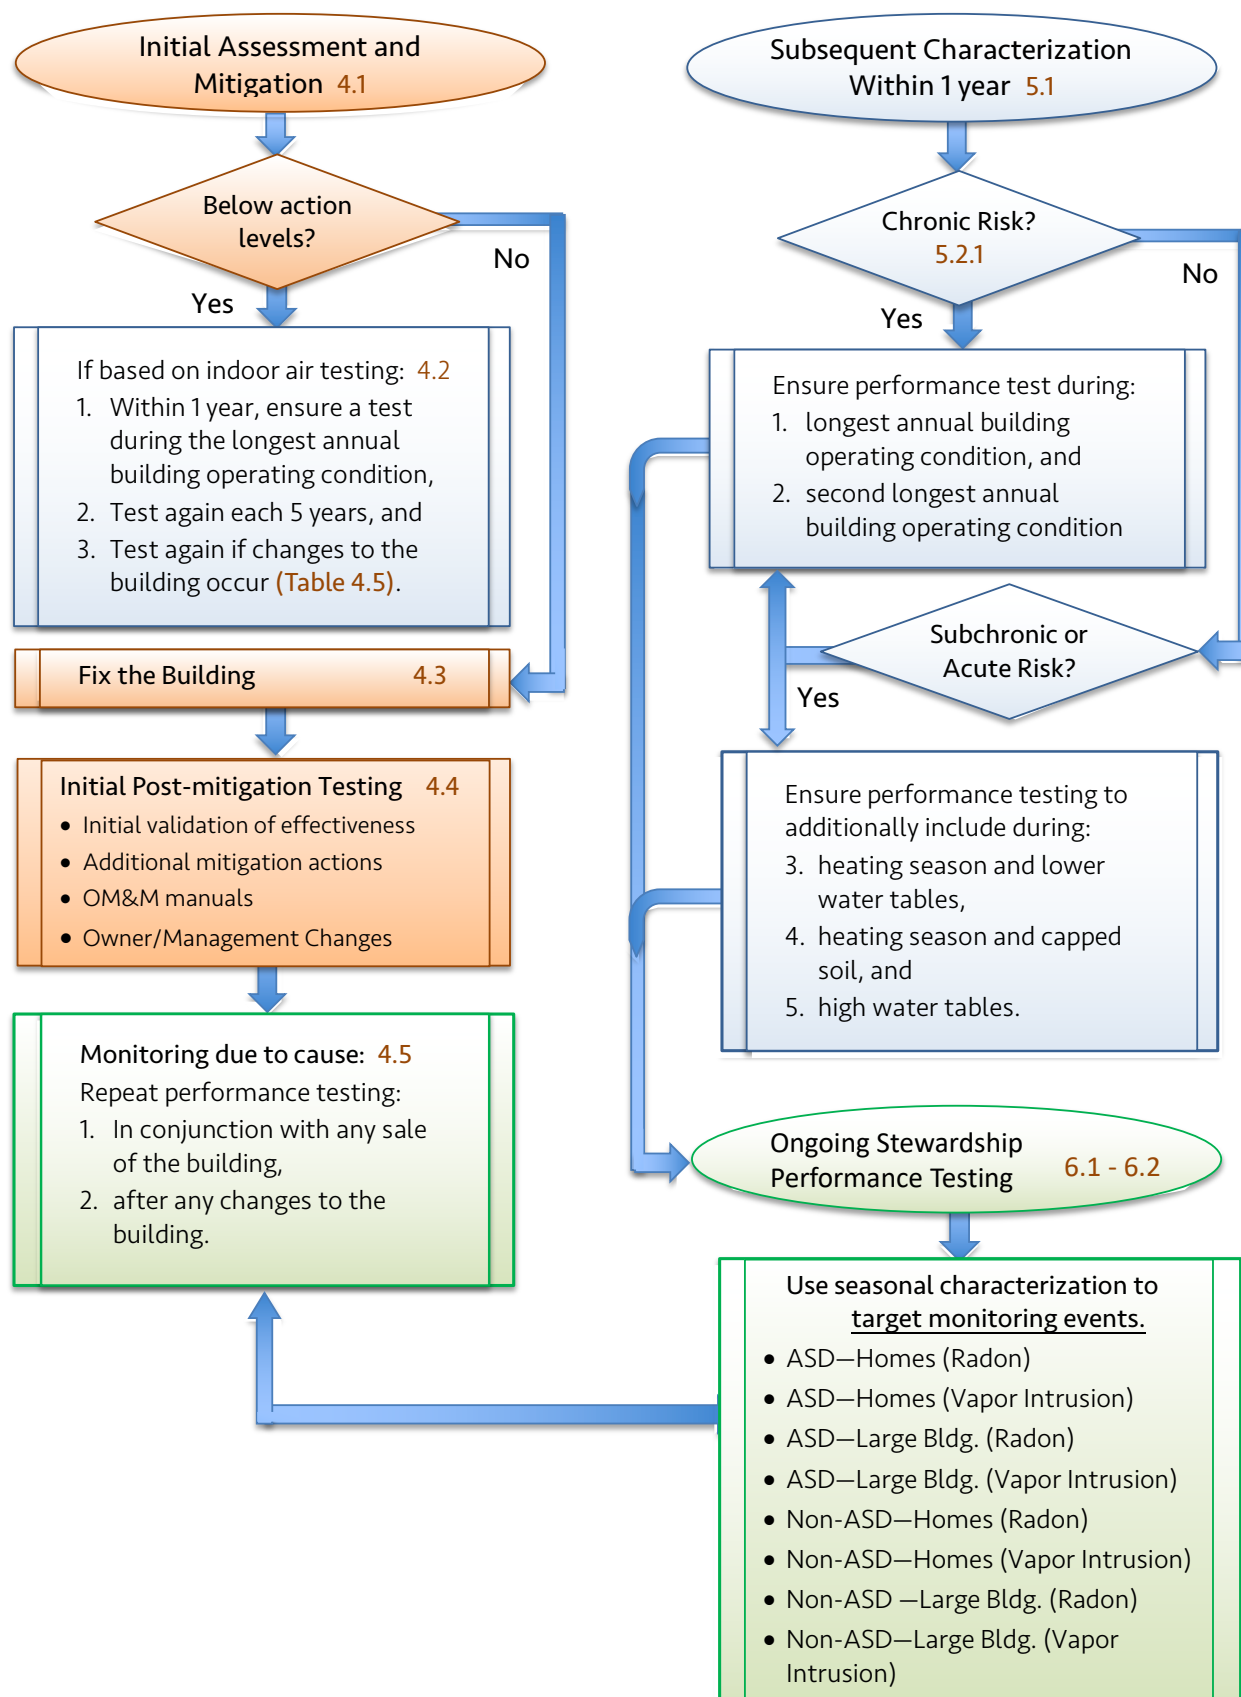 Initial Assessment and
Mitigation 4.1
Below action
levels?
No
Yes
If based on indoor air testing: 4.2
1. Within 1 year, ensure a test
during the longest annual
building operating condition,
2. Test again each 5 years, and
3. Test again if changes to the
building occur (Table 4.5).
Fix the Building 4.3
Initial Post-mitigation Testing 4.4
• Initial validation of effectiveness
• Additional mitigation actions
• OM&M manuals
• Owner/Management Changes
Monitoring due to cause: 4.5
Repeat performance testing:
1. In conjunction with any sale
of the building,
2. after any changes to the
building.
Subsequent Characterization
Within 1 year 5.1
Chronic Risk?
5.2.1
No
Yes
Ensure performance test during:
1. longest annual building
operating condition, and
2. second longest annual
building operating condition
Subchronic or
Acute Risk?
Yes
Ensure performance testing to
additionally include during:
3. heating season and lower
water tables,
4. heating season and capped
soil, and
5. high water tables.
Ongoing Stewardship
Performance Testing 6.1 - 6.2
Use seasonal characterization to
target monitoring events.
• ASD—Homes (Radon)
• ASD—Homes (Vapor Intrusion)
• ASD—Large Bldg. (Radon)
• ASD—Large Bldg. (Vapor Intrusion)
• Non-ASD—Homes (Radon)
• Non-ASD—Homes (Vapor Intrusion)
• Non-ASD —Large Bldg. (Radon)
• Non-ASD—Large Bldg. (Vapor
Intrusion)